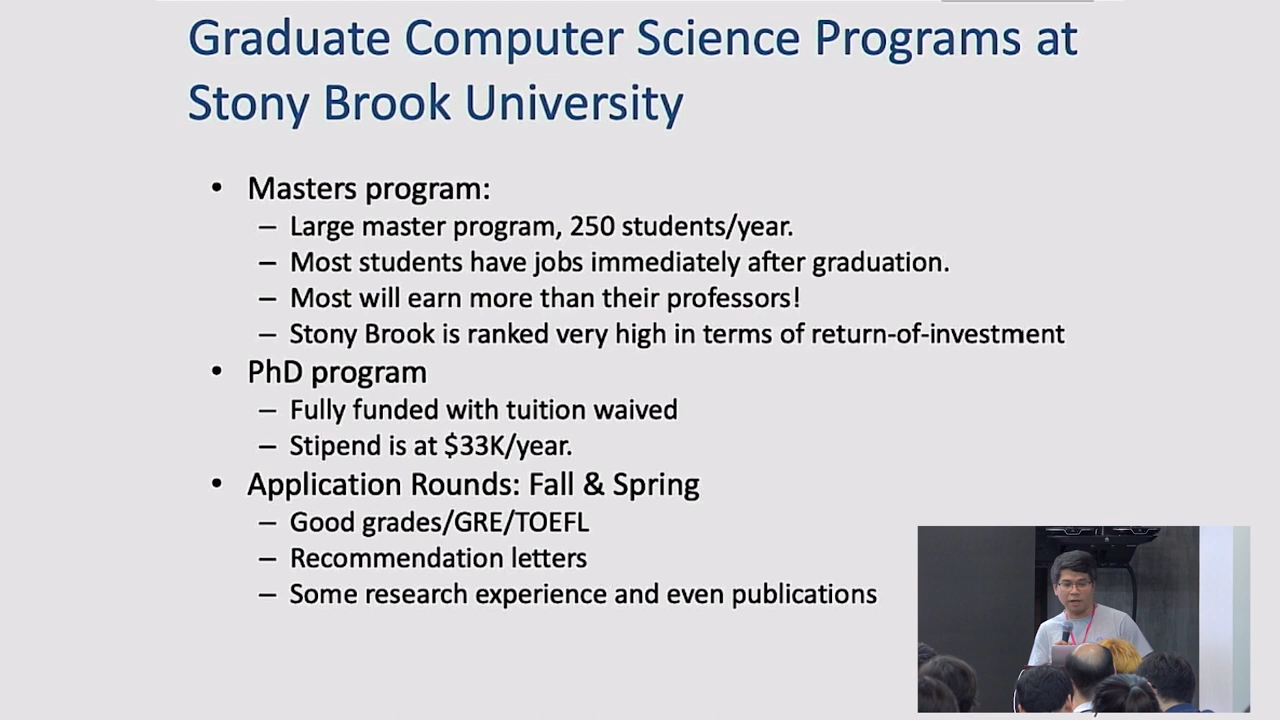 Graduate Computer Science Programs at
Stony Brook University
• Masters program:
– Large master program, 250 students/year.
– Most students have jobs immediately after graduation.
– Most will earn more than their professors!
– Stony Brook is ranked very high in terms of return-of-investment
• PhD program
– Fully funded with tuition waived
– Stipend is at $33K/year.
• Application Rounds: Fall & Spring
– Good grades/GRE/TOEFL
– Recommendation letters
– Some research experience and even publications